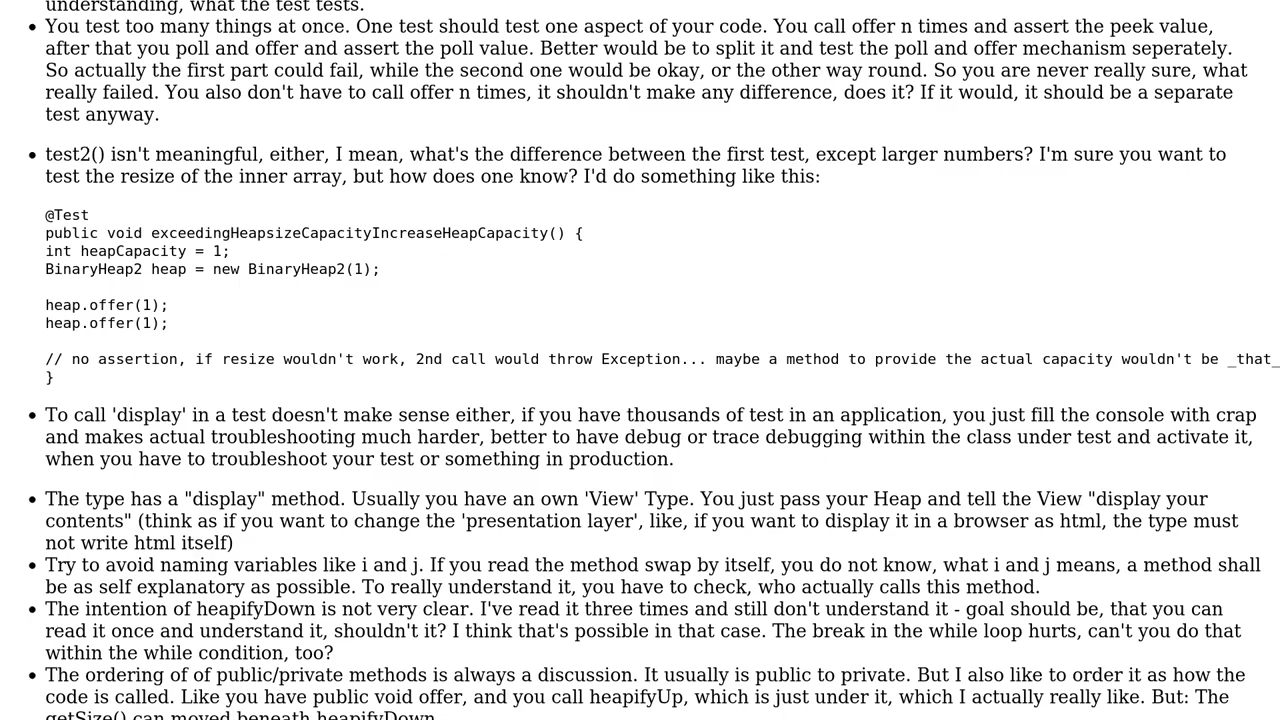 understanding, what the test tests.
• You test too many things at once. One test should test one aspect of your code. You call offer n times and assert the peek value,
after that you poll and offer and assert the poll value. Better would be to split it and test the poll and offer mechanism seperately.
So actually the first part could fail, while the second one would be okay, or the other way round. So you are never really sure, what
really failed. You also don't have to call offer n times, it shouldn't make any difference, does it? If it would, it should be a separate
test anyway.
• test2() isn't meaningful, either, I mean, what's the difference between the first test, except larger numbers? I'm sure you want to
test the resize of the inner array, but how does one know? I'd do something like this:
@Test
public void exceedingHeapsizeCapacityIncreaseHeapCapacity() {
int heapCapacity = 1;
BinaryHeap2 heap = new BinaryHeap2(1);
heap.offer(1);
heap.offer(1);
// no assertion, if resize wouldn't work, 2nd call would throw Exception... maybe a method to provide the actual capacity wouldn't be _that_
}
• To call 'display' in a test doesn't make sense either, if you have thousands of test in an application, you just fill the console with crap
and makes actual troubleshooting much harder, better to have debug or trace debugging within the class under test and activate it,
when you have to troubleshoot your test or something in production.
• The type has a "display" method. Usually you have an own 'View' Type. You just pass your Heap and tell the View "display your
contents" (think as if you want to change the 'presentation layer', like, if you want to display it in a browser as html, the type must
not write html itself)
• Try to avoid naming variables like i and j. If you read the method swap by itself, you do not know, what i and j means, a method shall
be as self explanatory as possible. To really understand it, you have to check, who actually calls this method.
• The intention of heapifyDown is not very clear. I've read it three times and still don't understand it - goal should be, that you can
read it once and understand it, shouldn't it? I think that's possible in that case. The break in the while loop hurts, can't you do that
within the while condition, too?
• The ordering of of public/private methods is always a discussion. It usually is public to private. But I also like to order it as how the
code is called. Like you have public void offer, and you call heapifyUp, which is just under it, which I actually really like. But: The
getSize() can moved beneath heapifyDown